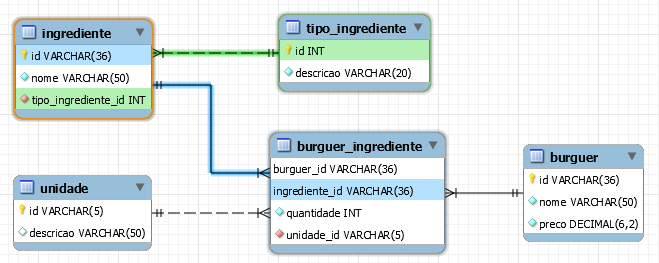 ingrediente
id VARCHAR(36)
nome VARCHAR(50)
tipo_ingrediente_id INT
tipo_ingrediente
id INT
descricao VARCHAR(20)
burguer_ingrediente
burguer_id VARCHAR(36)
ingrediente_id VARCHAR(36)
quantidade INT
unidade_id VARCHAR(5)
burguer
id VARCHAR(36)
nome VARCHAR(50)
preco DECIMAL(6,2)
unidade
id VARCHAR(5)
descricao VARCHAR(50)